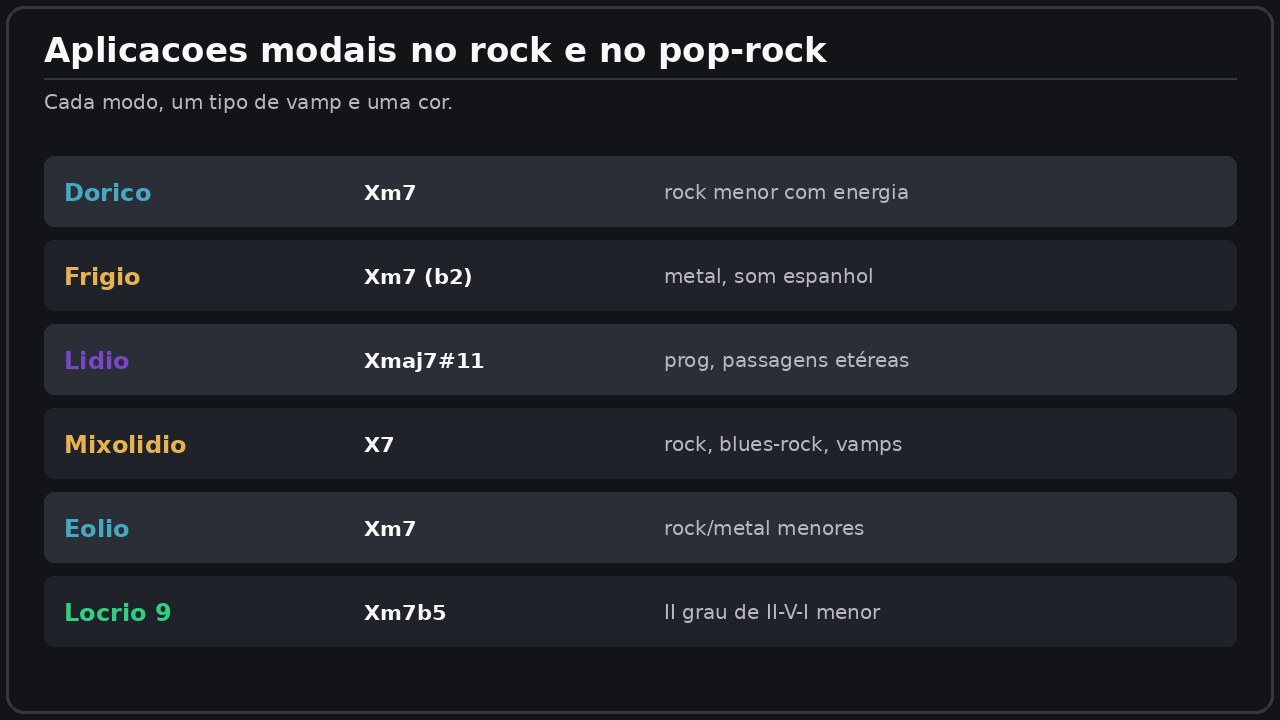 Aplicacoes modais no rock e no pop-rock
Cada modo, um tipo de vamp e uma cor.
Dorico Xm7 rock menor com energia
Frigio Xm7 (b2) metal, som espanhol
Lidio Xmaj7#11 prog, passagens etéreas
Mixolidio X7 rock, blues-rock, vamps
Eolio Xm7 rock/metal menores
Locrio 9 Xm7b5 II grau de II-V-I menor